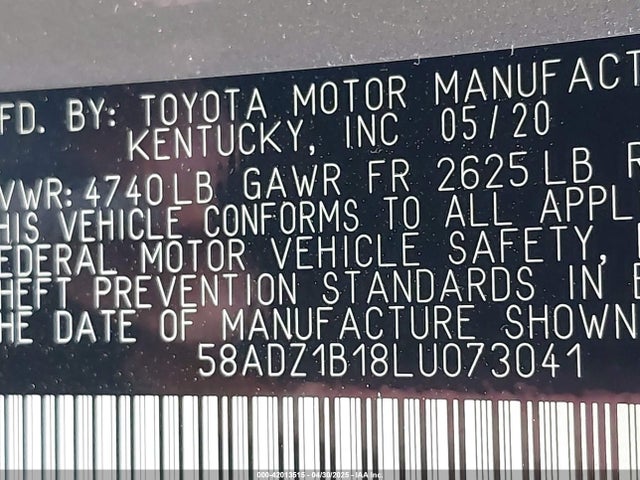 FD. BY: TOYOTA MOTOR MANUFACT
KENTUCKY, INC 05/20
VWR: 4740LB GAWR FR 2625LB R
HIS VEHICLE CONFORMS TO ALL APPL
EDERAL MOTOR VEHICLE SAFETY,
HEFT PREVENTION STANDARDS IN E
HE DATE OF MANUFACTURE SHOWN
58ADZ1B18LU073041
000-42013515 - 04/30/2025 - IAA Inc.